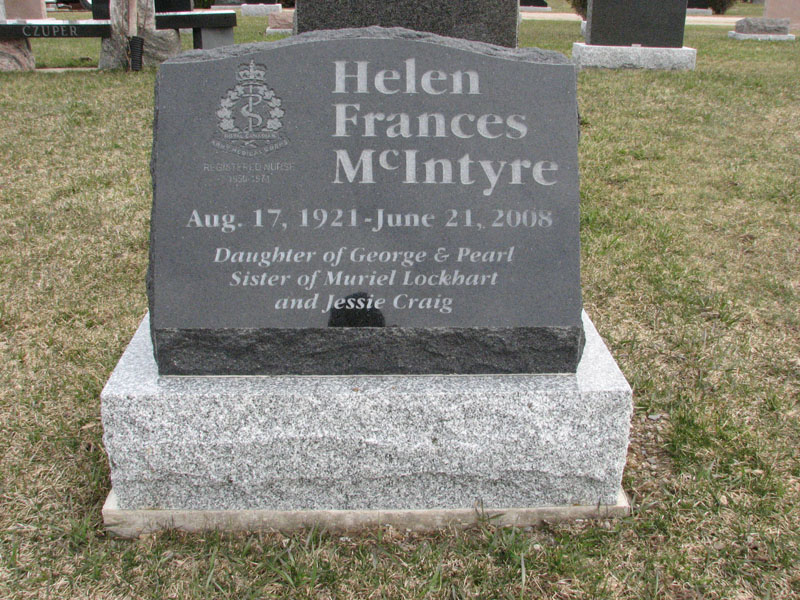 CZUPER
Helen
Frances
McIntyre
REGISTERED NURSE
Aug. 17, 1921 - June 21, 2008
Daughter of George & Pearl
Sister of Muriel Lockhart
and Jessie Craig